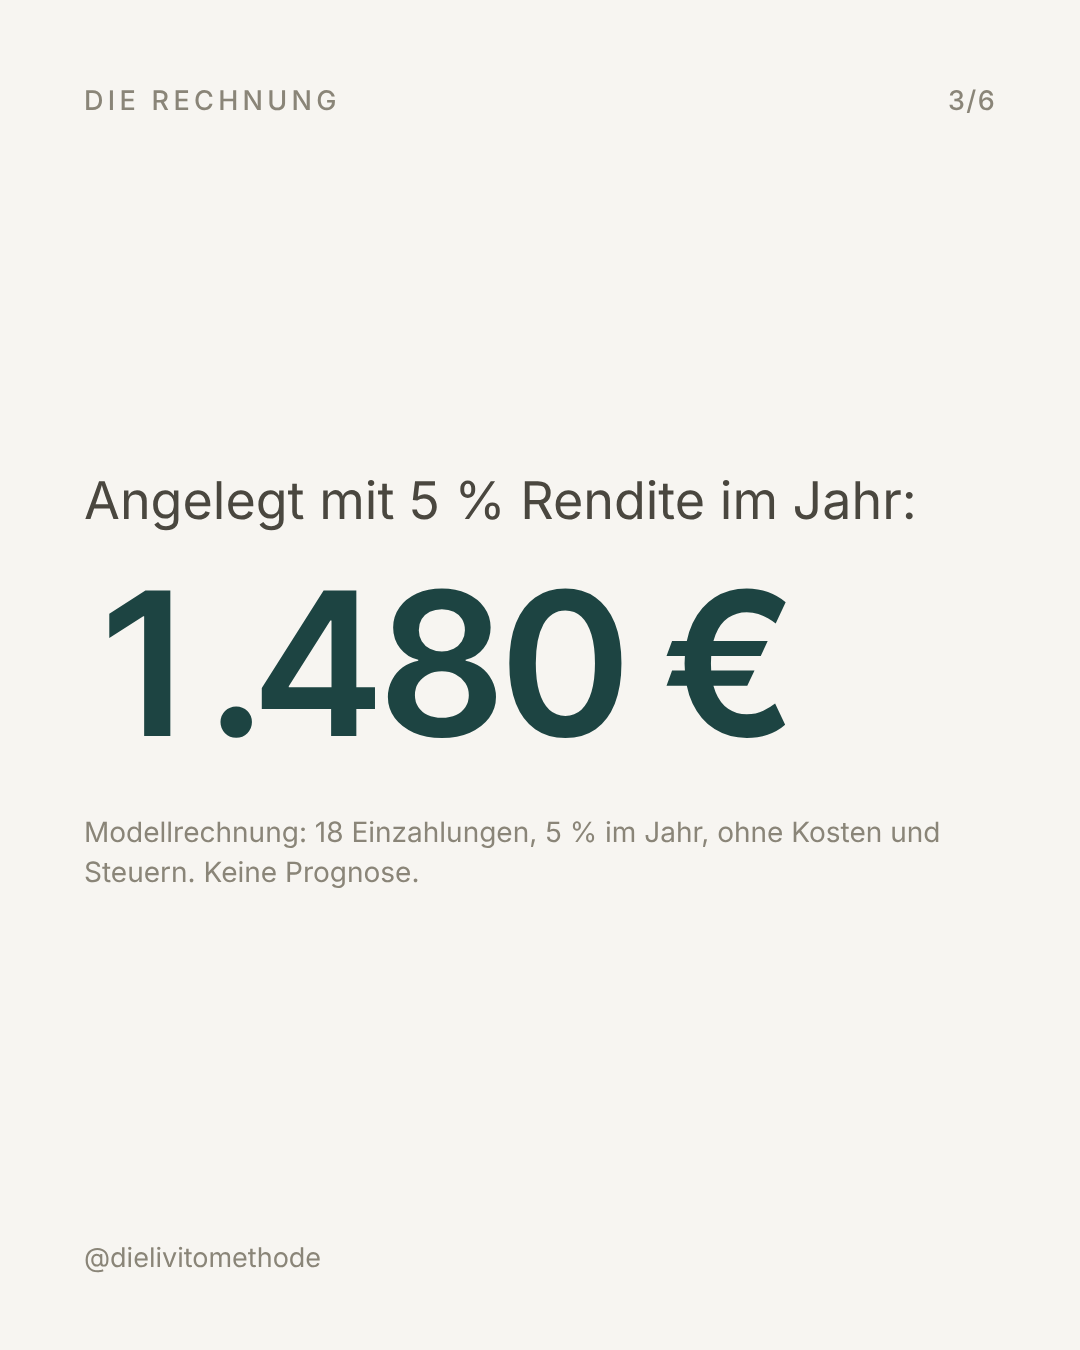 DIE RECHNUNG
3/6
Angelegt mit 5 % Rendite im Jahr:
1.480 €
Modellrechnung: 18 Einzahlungen, 5 % im Jahr, ohne Kosten und
Steuern. Keine Prognose.
@dielivitomethode